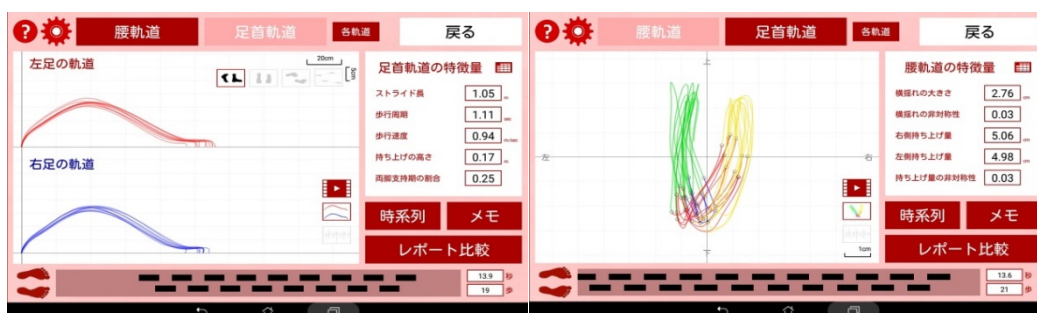 ?
腰軌道
足首軌道
各軌道
戻る
左足の軌道
20cm
5cm
右足の軌道
足首軌道の特徴量
ストライド長 1.05 m
歩行周期 1.11 sec
歩行速度 0.94 m/sec
持ち上げの高さ 0.17 m
両脚支持期の割合 0.25
時系列
メモ
レポート比較
13.9 秒
19 歩
?
腰軌道
足首軌道
各軌道
戻る
上
左
右
下
1cm
腰軌道の特徴量
横揺れの大きさ 2.76 cm
横揺れの非対称性 0.03
右側持ち上げ量 5.06 cm
左側持ち上げ量 4.98 cm
持ち上げ量の非対称性 0.03
時系列
メモ
レポート比較
13.6 秒
21 歩